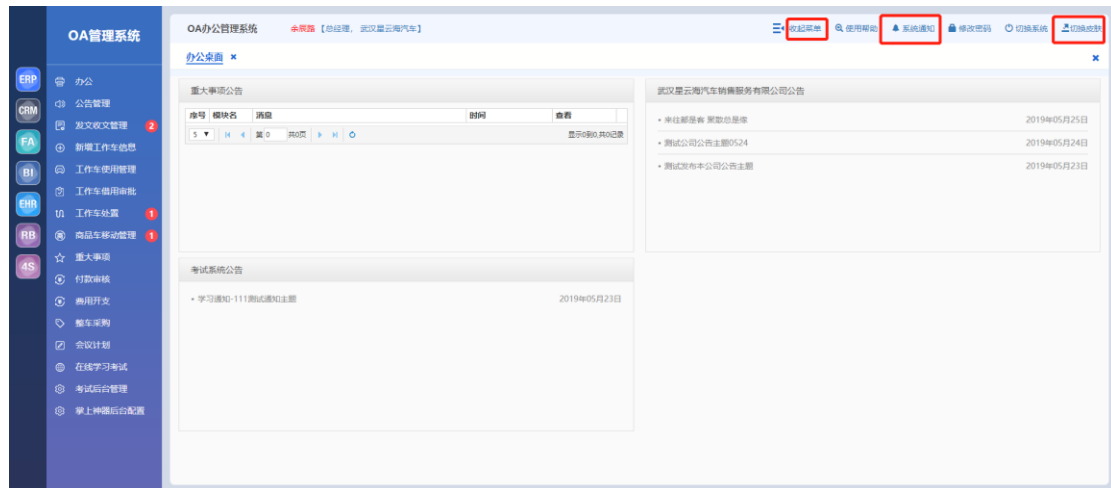 OA管理系统
ERP
CRM
FA
BI
EHR
RB
4S
办公
公告管理
发文收文管理 2
新增工作车信息
工作车使用管理
工作车借用审批
工作车处置 1
商品车移动管理 1
重大事项
付款审核
费用开支
整车采购
会议计划
在线学习考试
考试后台管理
掌上神器后台配置
OA办公管理系统 余辰路【总经理, 武汉星云海汽车】 收起菜单 使用帮助 系统通知 修改密码 切换系统 切换皮肤
办公桌面 ×
×
重大事项公告
序号 模块名 消息 时间 查看
5 第 0 共0页 显示0到0,共0记录
武汉星云海汽车销售服务有限公司公告
来往都是客 聚散总是缘 2019年05月25日
测试公司公告主题0524 2019年05月24日
测试发布本公司公告主题 2019年05月23日
考试系统公告
学习通知-111测试通知主题 2019年05月23日